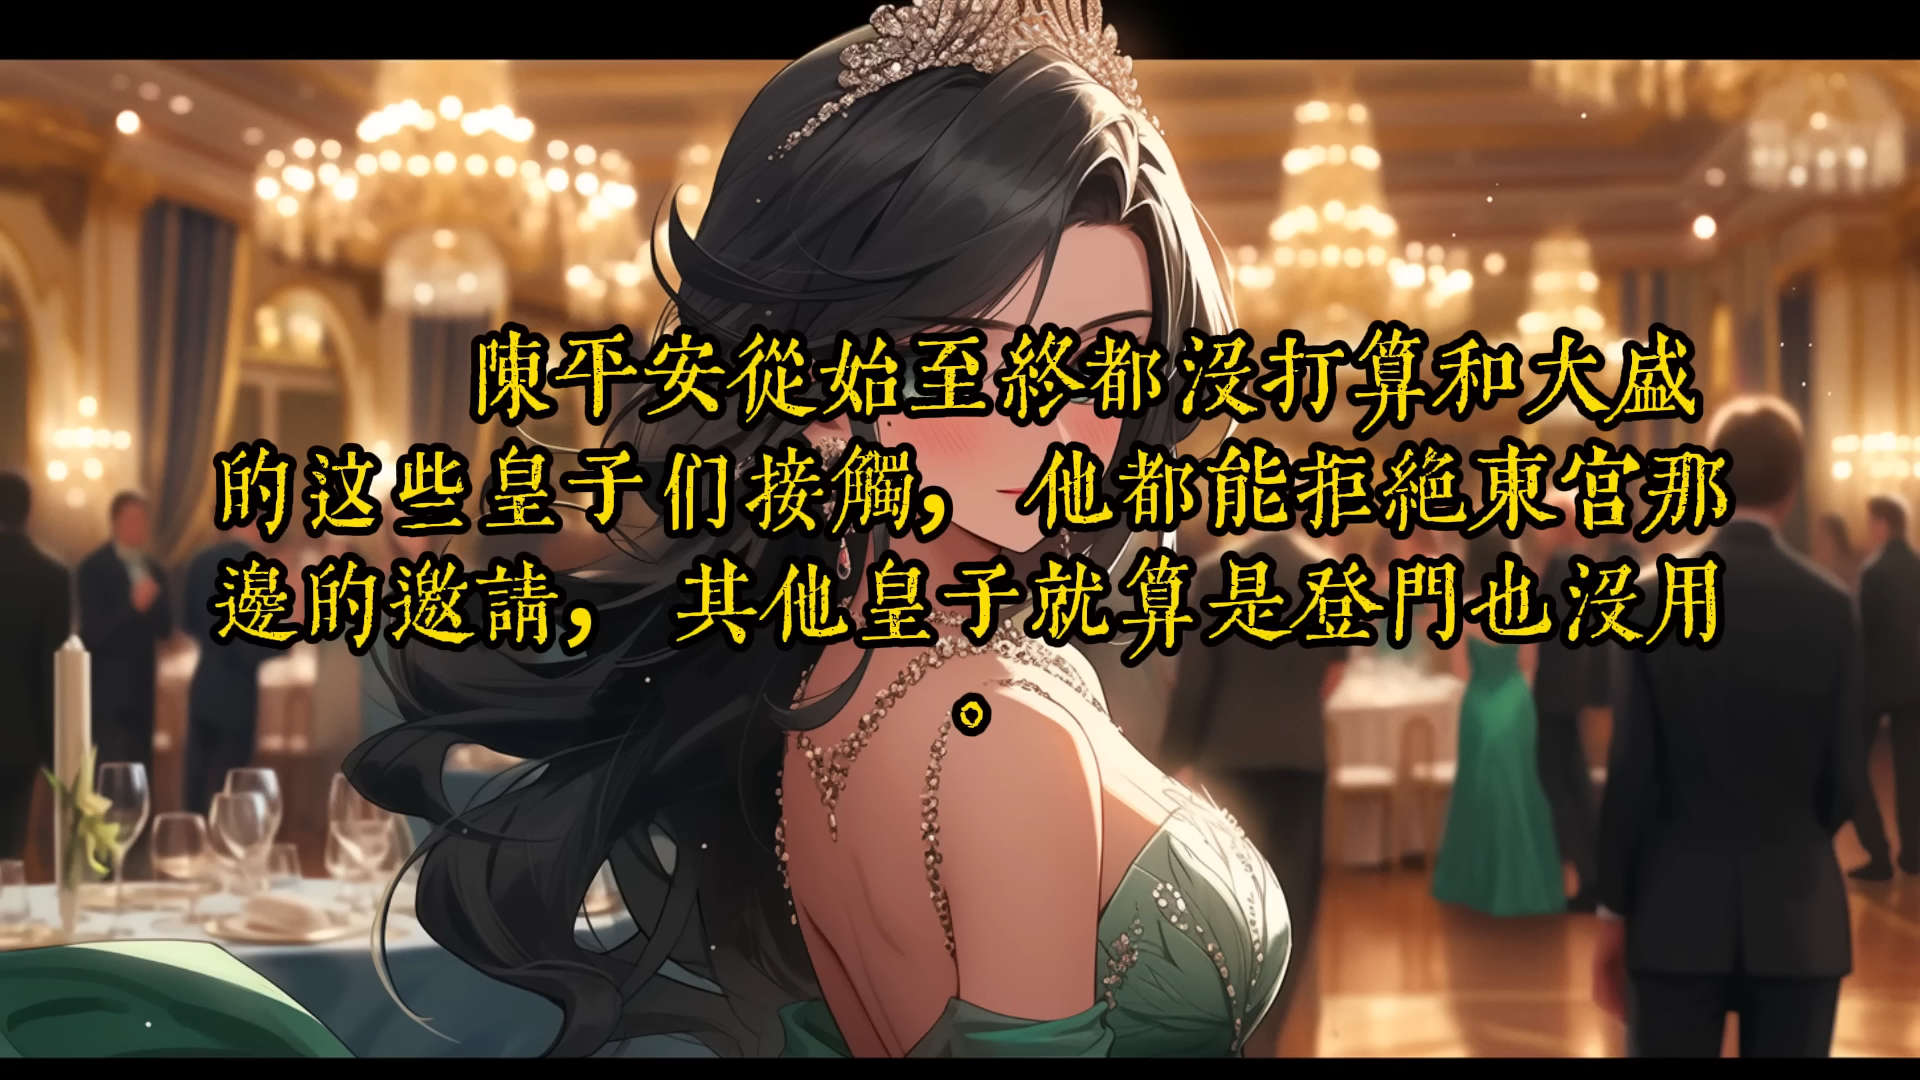 陳平安從始至終都沒打算和大盛
的这些皇子们接觸，他都能拒絕東宮那
邊的邀請，其他皇子就算是登門也沒用
。